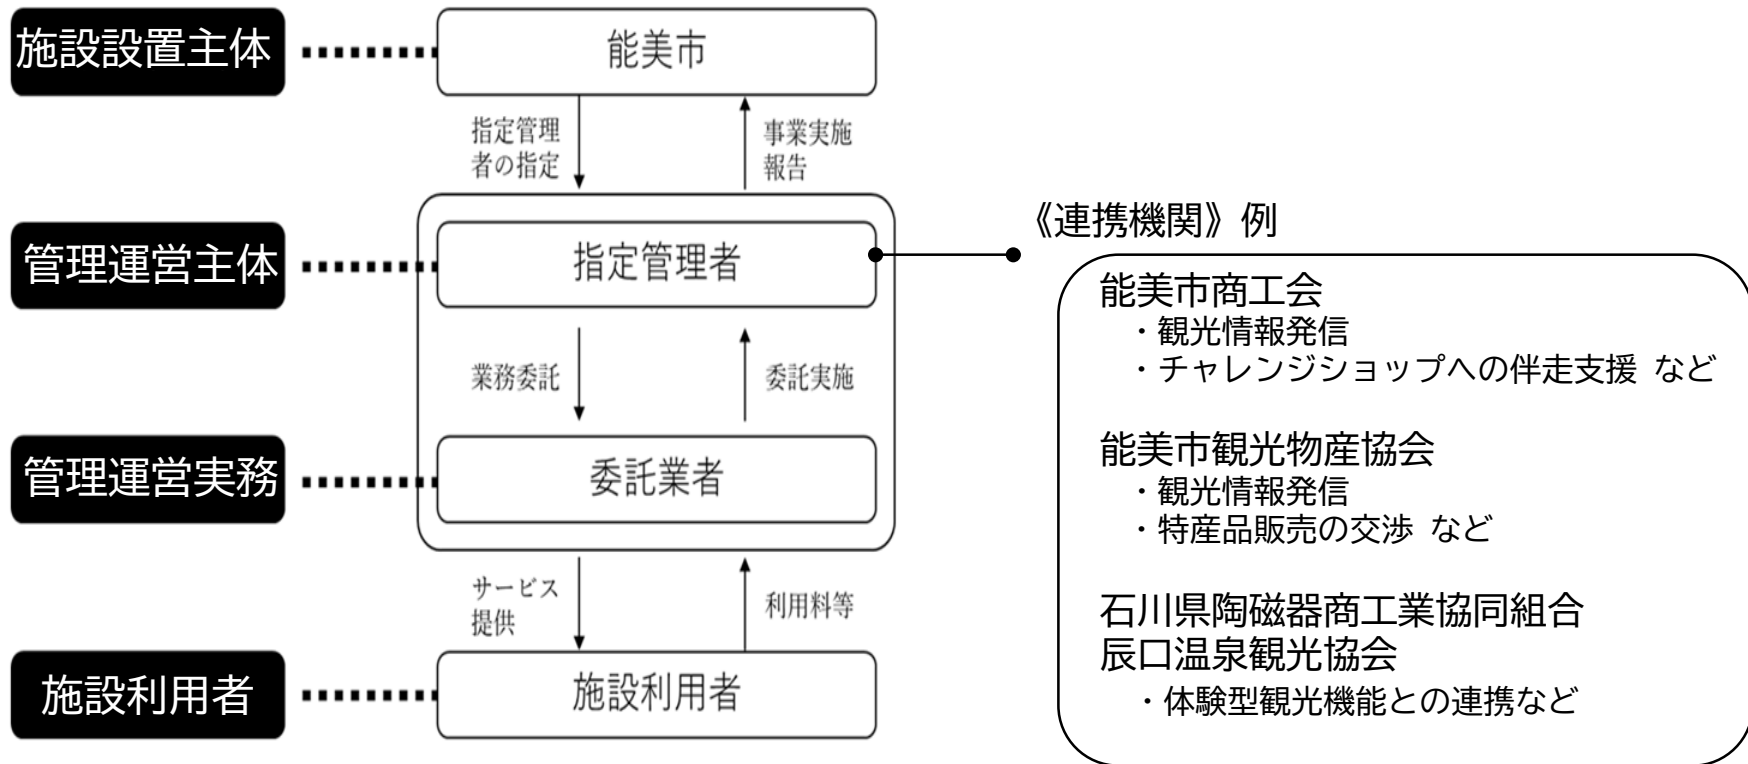 施設設置主体
能美市
指定管理
者の指定
事業実施
報告
管理運営主体
指定管理者
業務委託
委託実施
管理運営実務
委託業者
サービス
提供
利用料等
施設利用者
施設利用者
《連携機関》例
能美市商工会
・観光情報発信
・チャレンジショップへの伴走支援 など
能美市観光物産協会
・観光情報発信
・特産品販売の交渉 など
石川県陶磁器商工業協同組合
辰口温泉観光協会
・体験型観光機能との連携など